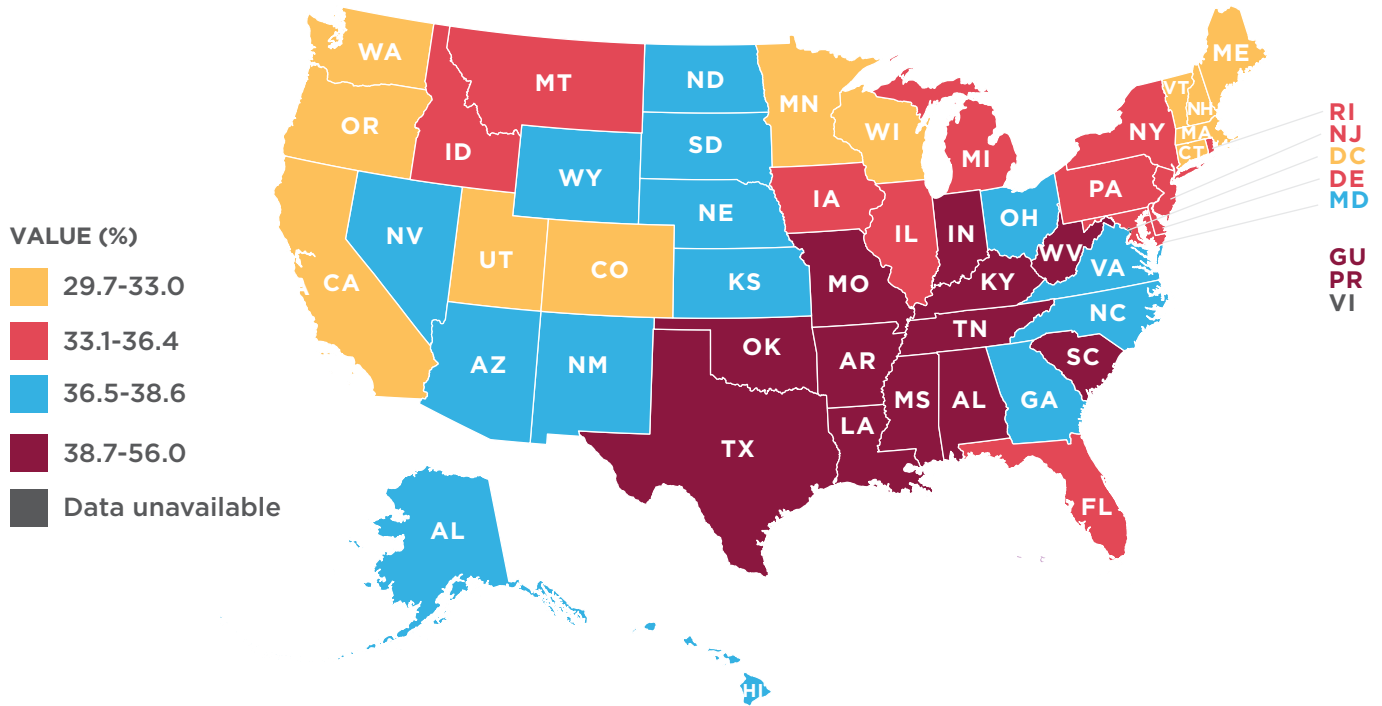 WA
MT
ND
MN
ME
VT
NH
OR
ID
SD
WI
MI
NY
MA
CT
RI
NJ
DC
DE
MD
WY
NE
IA
IL
IN
OH
PA
NV
UT
CO
KS
MO
KY
WV
VA
CA
AZ
NM
OK
AR
TN
NC
SC
TX
LA
MS
AL
GA
FL
GU
PR
VI
AL
HI
VALUE (%)
29.7-33.0
33.1-36.4
36.5-38.6
38.7-56.0
Data unavailable